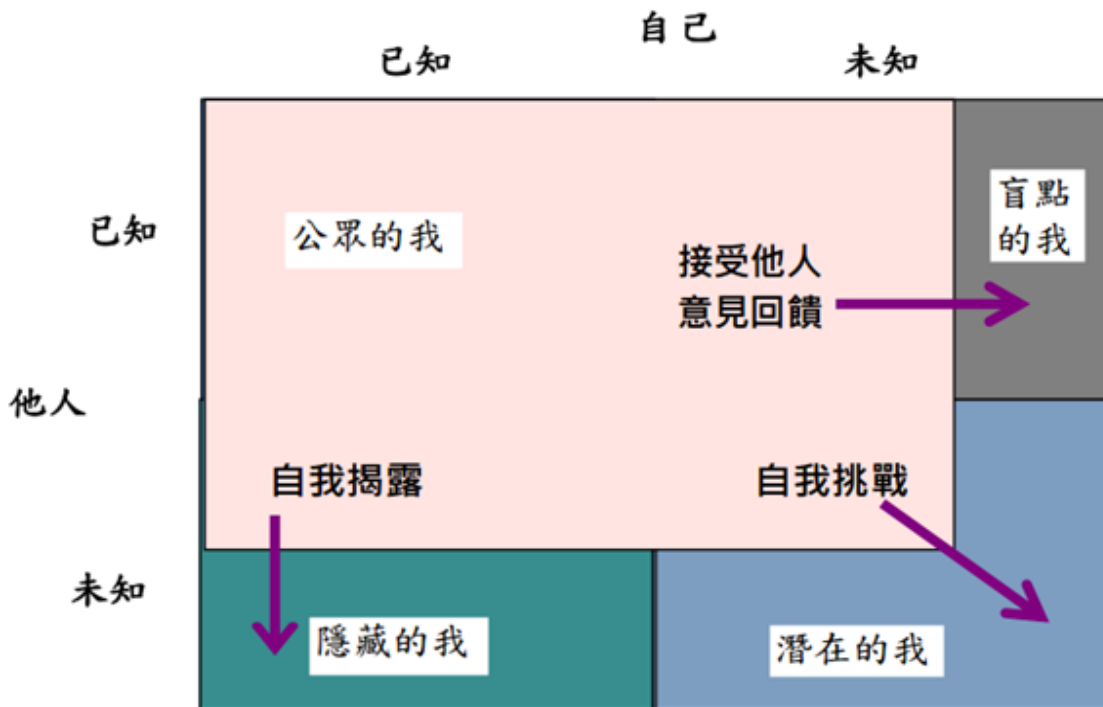 自己
已知
未知
已知
公眾的我
盲點
的我
接受他人
意見回饋
他人
自我揭露
自我挑戰
未知
隱藏的我
潛在的我